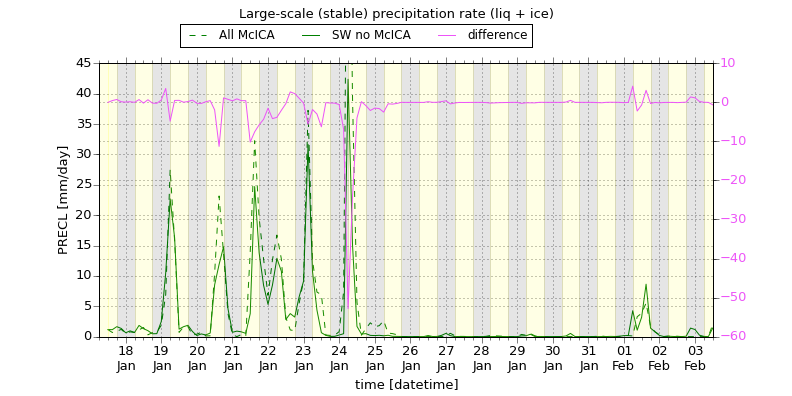 Large-scale (stable) precipitation rate (liq + ice)
All McICA SW no McICA difference
45 10
40 0
35 −10
30
25 −20
20 −30
15 −40
10
5 −50
0 −60
PRECL [mm/day]
18 19 20 21 22 23 24 25 26 27 28 29 30 31 01 02 03
Jan Jan Jan Jan Jan Jan Jan Jan Jan Jan Jan Jan Jan Jan Feb Feb Feb
time [datetime]